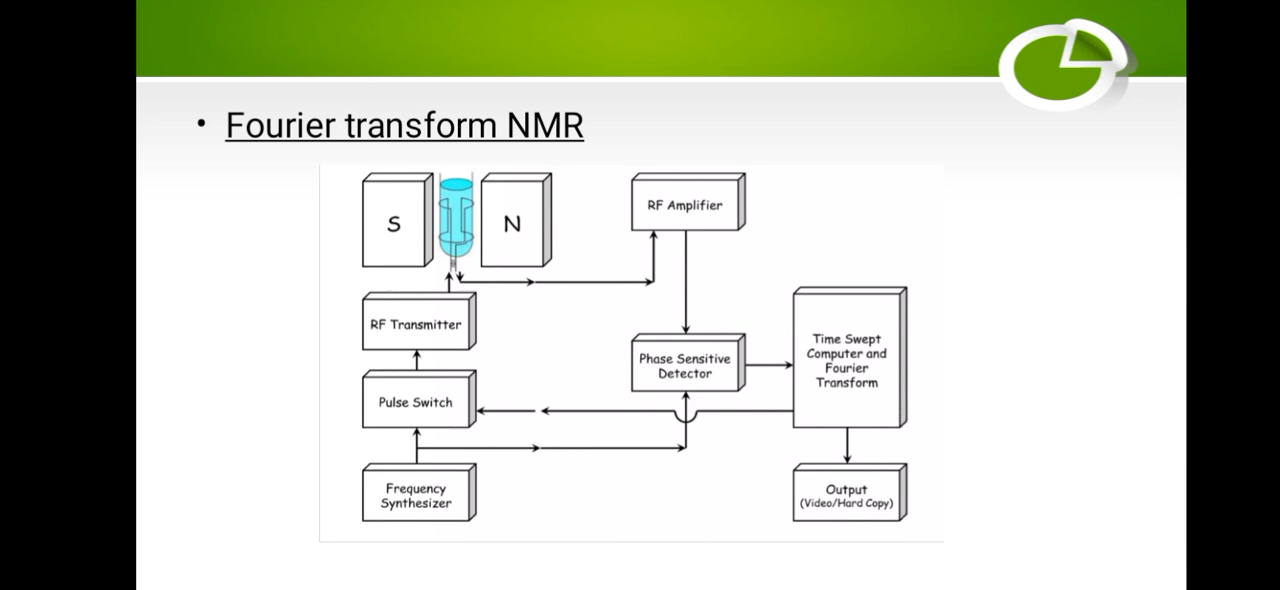 • Fourier transform NMR
S
N
RF Amplifier
RF Transmitter
Phase Sensitive
Detector
Time Swept
Computer and
Fourier
Transform
Pulse Switch
Frequency
Synthesizer
Output
(Video/Hard Copy)